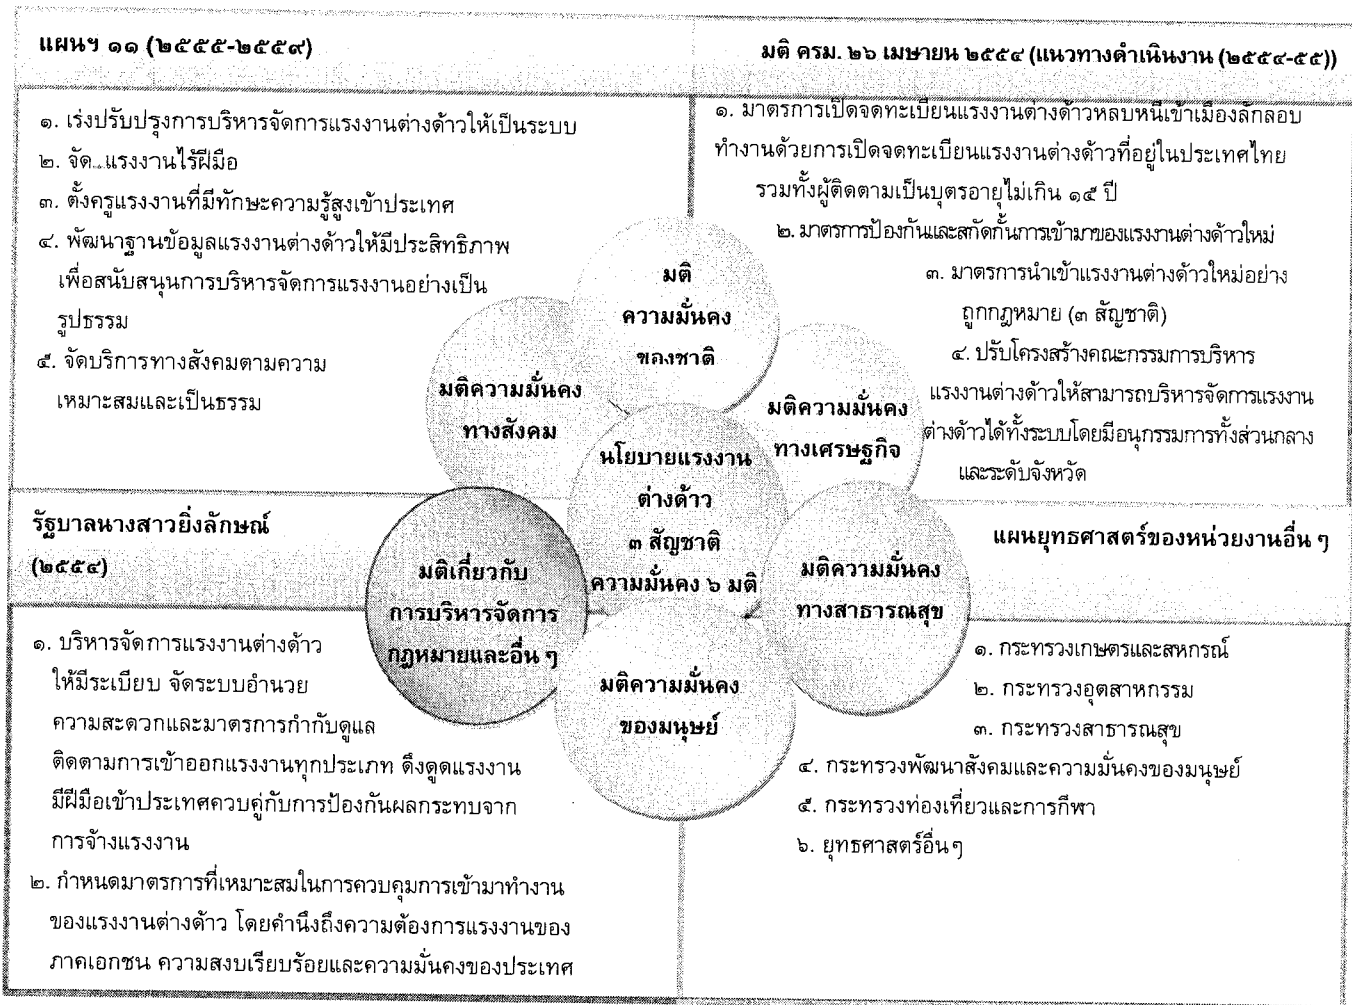 แผนฯ ๑๑ (๒๕๕๕-๒๕๕๙)
๑. เร่งปรับปรุงการบริหารจัดการแรงงานต่างด้าวให้เป็นระบบ
๒. จัด...แรงงานไร้ฝีมือ
๓. ตั้งครูแรงงานที่มีทักษะความรู้สูงเข้าประเทศ
๔. พัฒนาฐานข้อมูลแรงงานต่างด้าวให้มีประสิทธิภาพ
เพื่อสนับสนุนการบริหารจัดการแรงงานอย่างเป็น
รูปธรรม
๕. จัดบริการทางสังคมตามความ
เหมาะสมและเป็นธรรม
มติ ครม. ๒๖ เมษายน ๒๕๕๔ (แนวทางดำเนินงาน (๒๕๕๔-๕๕))
๑. มาตรการเปิดจดทะเบียนแรงงานต่างด้าวหลบหนีเข้าเมืองลักลอบ
ทำงานด้วยการเปิดจดทะเบียนแรงงานต่างด้าวที่อยู่ในประเทศไทย
รวมทั้งผู้ติดตามเป็นบุตรอายุไม่เกิน ๑๕ ปี
๒. มาตรการป้องกันและสกัดกั้นการเข้ามาของแรงงานต่างด้าวใหม่
๓. มาตรการนำเข้าแรงงานต่างด้าวใหม่อย่าง
ถูกกฎหมาย (๓ สัญชาติ)
๔. ปรับโครงสร้างคณะกรรมการบริหาร
แรงงานต่างด้าวให้สามารถบริหารจัดการแรงงาน
ต่างด้าวได้ทั้งระบบโดยมีอนุกรรมการทั้งส่วนกลาง
และระดับจังหวัด
มติ
ความมั่นคง
ของชาติ
มติความมั่นคง
ทางสังคม
มติความมั่นคง
ทางเศรษฐกิจ
นโยบายแรงงาน
ต่างด้าว
๓ สัญชาติ
ความมั่นคง ๖ มติ
มติเกี่ยวกับ
การบริหารจัดการ
กฎหมายและอื่น ๆ
มติความมั่นคง
ทางสาธารณสุข
มติความมั่นคง
ของมนุษย์
รัฐบาลนางสาวยิ่งลักษณ์
(๒๕๕๔)
๑. บริหารจัดการแรงงานต่างด้าว
ให้มีระเบียบ จัดระบบอำนวย
ความสะดวกและมาตรการกำกับดูแล
ติดตามการเข้าออกแรงงานทุกประเภท ดึงดูดแรงงาน
มีฝีมือเข้าประเทศควบคู่กับการป้องกันผลกระทบจาก
การจ้างแรงงาน
๒. กำหนดมาตรการที่เหมาะสมในการควบคุมการเข้ามาทำงาน
ของแรงงานต่างด้าว โดยคำนึงถึงความต้องการแรงงานของ
ภาคเอกชน ความสงบเรียบร้อยและความมั่นคงของประเทศ
แผนยุทธศาสตร์ของหน่วยงานอื่น ๆ
๑. กระทรวงเกษตรและสหกรณ์
๒. กระทรวงอุตสาหกรรม
๓. กระทรวงสาธารณสุข
๔. กระทรวงพัฒนาสังคมและความมั่นคงของมนุษย์
๕. กระทรวงท่องเที่ยวและการกีฬา
๖. ยุทธศาสตร์อื่น ๆ